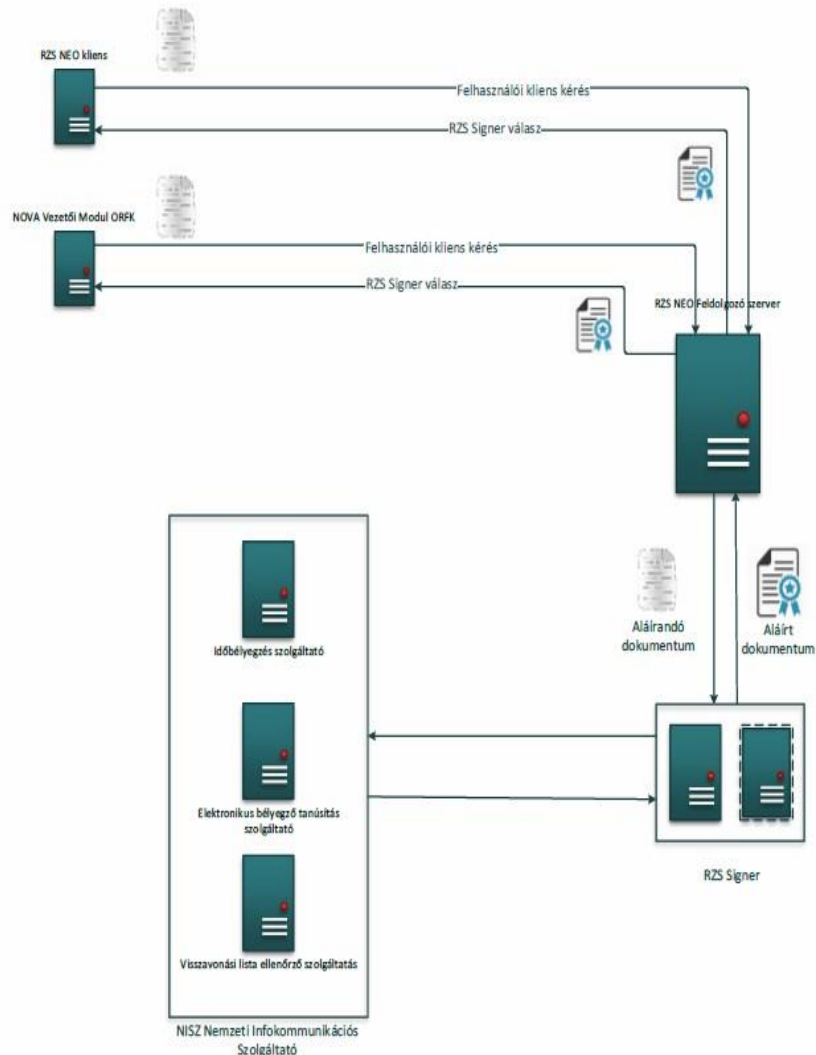 RZS NEO kliens
Felhasználói kliens kérés
RZS Signer válasz
NOVA Vezetői Modul ORFK
Felhasználói kliens kérés
RZS Signer válasz
RZS NEO Feldolgozó szerver
Aláírandó
dokumentum
Aláírt
dokumentum
Időbélyegzés szolgáltató
Elektronikus bélyegző tanúsítás
szolgáltató
Visszavonási lista ellenőrző szolgáltatás
RZS Signer
NISZ Nemzeti Infokommunikációs
Szolgáltató